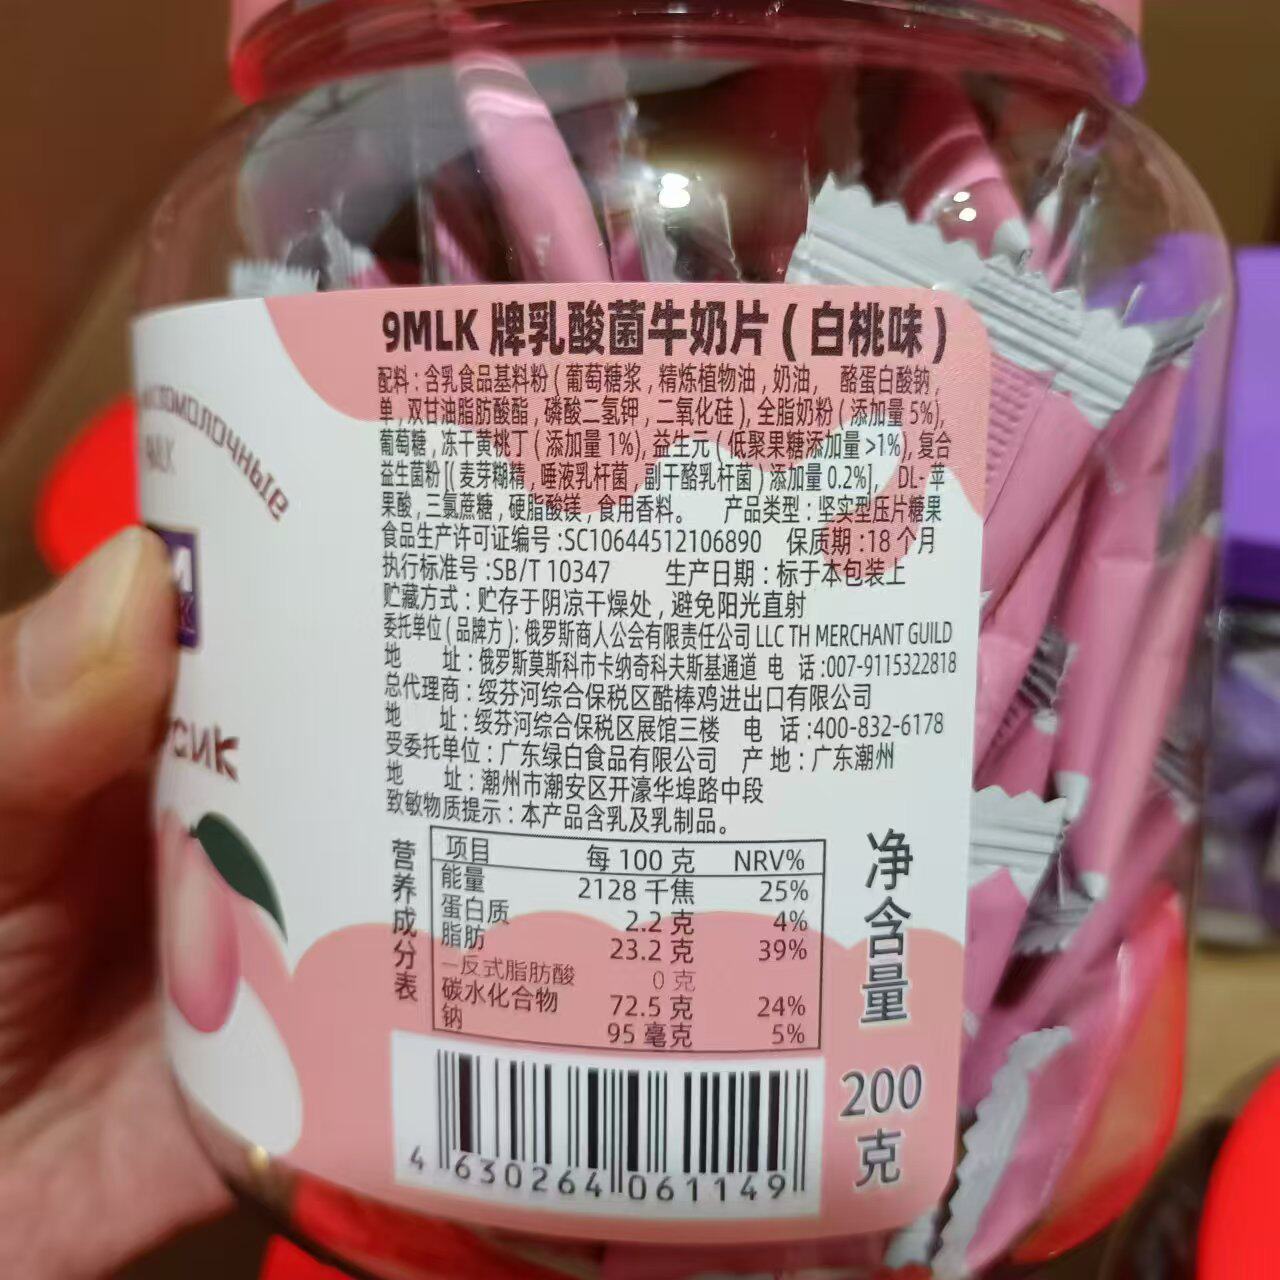 9MLK 牌乳酸菌牛奶片 ( 白桃味 )
配料 : 含乳食品基料粉 ( 葡萄糖浆 , 精炼植物油 , 奶油, 酪蛋白酸钠 ,
单 , 双甘油脂肪酸酯 , 磷酸二氢钾 , 二氧化硅 ), 全脂奶粉 ( 添加量 5%),
葡萄糖 , 冻干黄桃丁 ( 添加量 1%), 益生元 ( 低聚果糖添加量 >1%), 复合
益生菌粉 [( 麦芽糊精 , 唾液乳杆菌 , 副干酪乳杆菌 ) 添加量 0.2%], DL- 苹
果酸 , 三氯蔗糖 , 硬脂酸镁 , 食用香料。 产品类型 : 坚实型压片糖果
食品生产许可证编号 :SC10644512106890 保质期 :18 个月
执行标准号 :SB/T 10347 生产日期 : 标于本包装上
贮藏方式 : 贮存于阴凉干燥处 , 避免阳光直射
委托单位 ( 品牌方 ) : 俄罗斯商人公会有限责任公司 LLC TH MERCHANT GUILD
地 址 : 俄罗斯莫斯科市卡纳奇科夫斯基通道 电 话 :007-9115322818
总代理商 : 绥芬河综合保税区酷棒鸡进出口有限公司
地 址 : 绥芬河综合保税区展馆三楼 电 话 :400-832-6178
受委托单位 : 广东绿白食品有限公司 产 地 : 广东潮州
地 址 : 潮州市潮安区开濠华埠路中段
致敏物质提示 : 本产品含乳及乳制品。
营养成分表
项目 每 100 克 NRV%
能量 2128 千焦 25%
蛋白质 2.2 克 4%
脂肪 23.2 克 39%
—反式脂肪酸 0 克
碳水化合物 72.5 克 24%
钠 95 毫克 5%
净含量
200
克
4 630264 061149